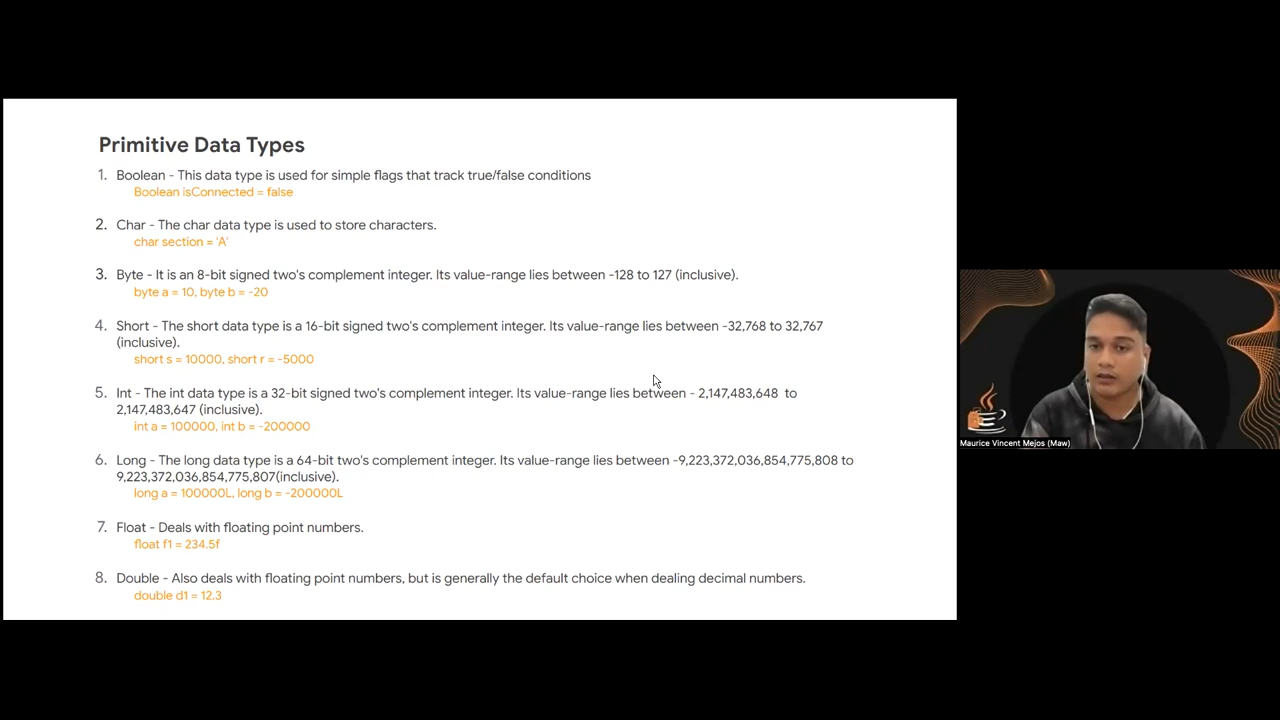 Primitive Data Types
1. Boolean - This data type is used for simple flags that track true/false conditions
Boolean isConnected = false
2. Char - The char data type is used to store characters.
char section = 'A'
3. Byte - It is an 8-bit signed two's complement integer. Its value-range lies between -128 to 127 (inclusive).
byte a = 10, byte b = -20
4. Short - The short data type is a 16-bit signed two's complement integer. Its value-range lies between -32,768 to 32,767
(inclusive).
short s = 10000, short r = -5000
5. Int - The int data type is a 32-bit signed two's complement integer. Its value-range lies between - 2,147,483,648 to
2,147,483,647 (inclusive).
int a = 100000, int b = -200000
6. Long - The long data type is a 64-bit two's complement integer. Its value-range lies between -9,223,372,036,854,775,808 to
9,223,372,036,854,775,807(inclusive).
long a = 100000L, long b = -200000L
7. Float - Deals with floating point numbers.
float f1 = 234.5f
8. Double - Also deals with floating point numbers, but is generally the default choice when dealing decimal numbers.
double d1 = 12.3
Maurice Vincent Mejos (Maw)